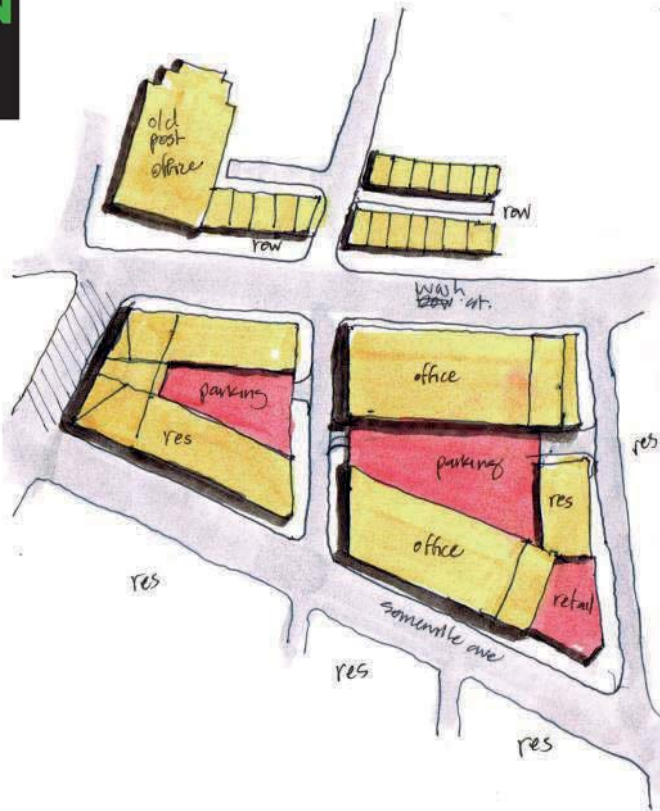 N
old
post
office
row
row
wash
st.
parking
office
res
res
parking
res
office
retail
res
somerville ave
res
res